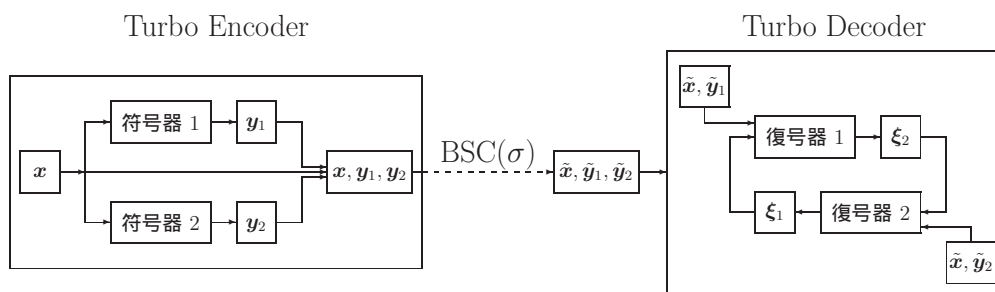 Turbo Encoder
符号器 1
y₁
x
x, y₁, y₂
符号器 2
y₂
BSC(σ)
x̃, ỹ₁, ỹ₂
Turbo Decoder
x̃, ỹ₁
復号器 1
ξ₂
ξ₁
復号器 2
x̃, ỹ₂